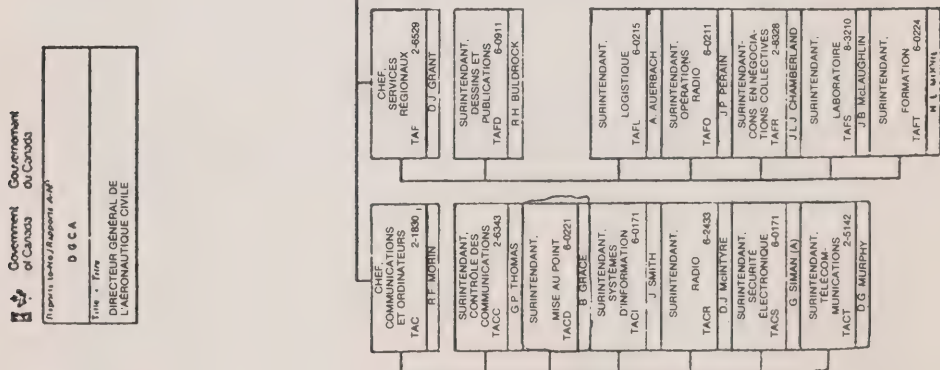 Government of Canada
Gouvernement du Canada
D G C A
DIRECTEUR GÉNÉRAL DE
L'AÉRONAUTIQUE CIVILE
CHEF.
COMMUNICATIONS
ET ORDINATEURS
TAC 2-1830
R.F. MORIN
SURINTENDANT,
CONTRÔLE DES
COMMUNICATIONS
TACC 2-6343
G.P. THOMAS
SURINTENDANT.
MISE AU POINT
TACD 6-0221
B GRACE
SURINTENDANT.
SYSTÈMES
D'INFORMATION
TACI 6-0171
J SMITH
SURINTENDANT.
RADIO
TACR 6-2433
D.J McINTYRE
SURINTENDANT.
SÉCURITÉ
ÉLECTRONIQUE
TACS 6-0171
G SIMAN (A)
SURINTENDANT.
TÉLÉCOM-
MUNICATIONS
TACT 2-5142
D.G MURPHY
CHEF.
SERVICES
RÉGIONAUX
TAF 2-6529
D.J GRANT
SURINTENDANT.
DESSINS ET
PUBLICATIONS
TAFD 6-0911
R.H. BULDROCK
SURINTENDANT.
LOGISTIQUE
TAFL 6-0215
A. AUERBACH
SURINTENDANT.
OPÉRATIONS
RADIO
TAFO 6-0211
J P PERAIN
SURINTENDANT-
CONS EN NÉGOCIA-
TIONS COLLECTIVES
TAFR 2-8328
J L J CHAMBERLAND
SURINTENDANT.
LABORATOIRE
TAFS 8-3210
J B McLAUGHLIN
SURINTENDANT.
FORMATION
TAFT 6-0224